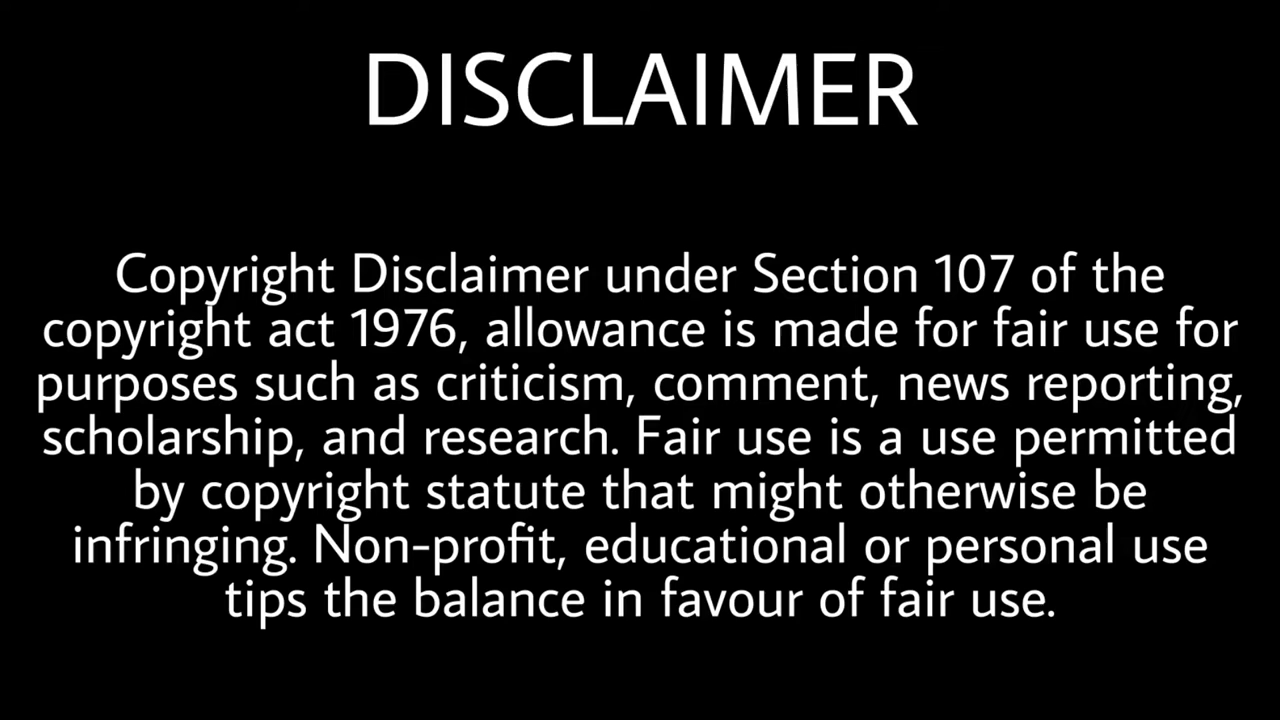 DISCLAIMER
Copyright Disclaimer under Section 107 of the
copyright act 1976, allowance is made for fair use for
purposes such as criticism, comment, news reporting,
scholarship, and research. Fair use is a use permitted
by copyright statute that might otherwise be
infringing. Non-profit, educational or personal use
tips the balance in favour of fair use.